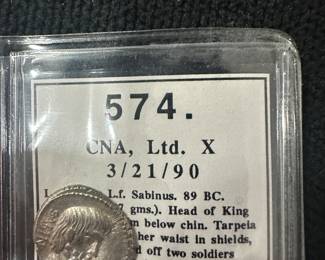 574.
CNA, Ltd. X
3/21/90
L.f. Sabinus. 89 BC.
gms.). Head of King
below chin. Tarpeia
her waist in shields,
off two soldiers